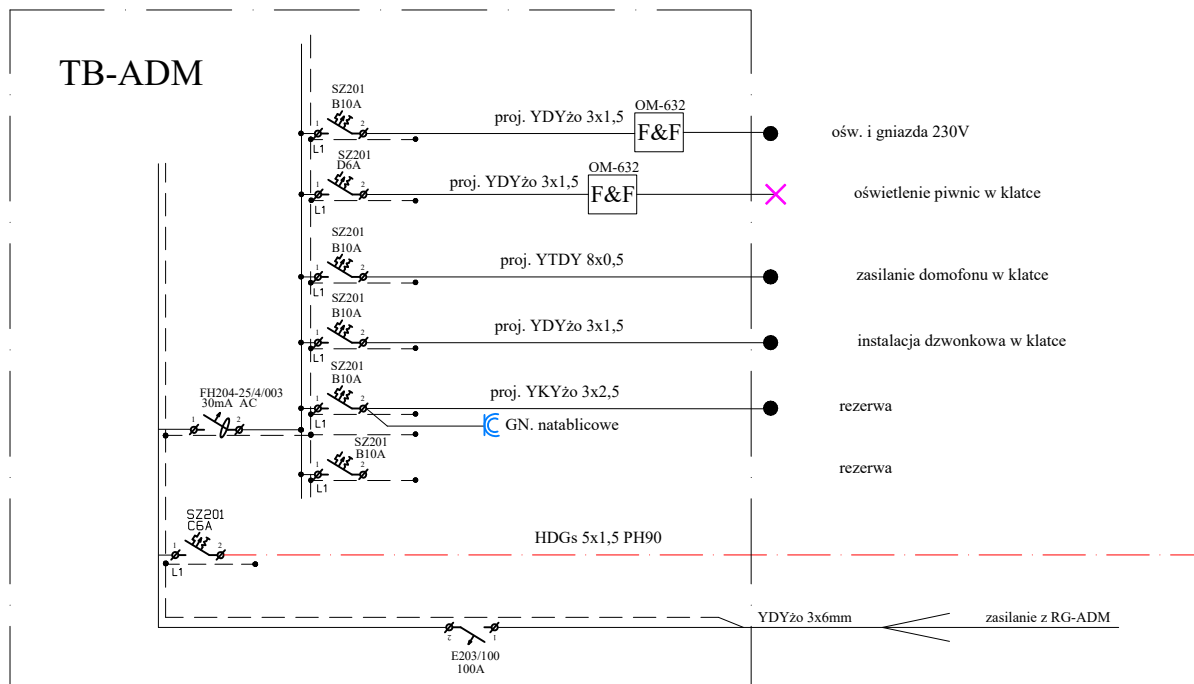 TB-ADM
SZ201
B10A
1
2
L1
proj. YDYżo 3x1,5
OM-632
F&F
ośw. i gniazda 230V
SZ201
D6A
1
2
L1
proj. YDYżo 3x1,5
OM-632
F&F
oświetlenie piwnic w klatce
SZ201
B10A
1
2
L1
proj. YTDY 8x0,5
zasilanie domofonu w klatce
SZ201
B10A
1
2
L1
proj. YDYżo 3x1,5
instalacja dzwonkowa w klatce
SZ201
B10A
1
2
L1
proj. YKYżo 3x2,5
rezerwa
GN. natablicowe
FH204-25/4/003
30mA AC
1
2
SZ201
B10A
1
2
L1
rezerwa
SZ201
C6A
1
2
L1
HDGs 5x1,5 PH90
YDYżo 3x6mm
zasilanie z RG-ADM
2
1
E203/100
100A